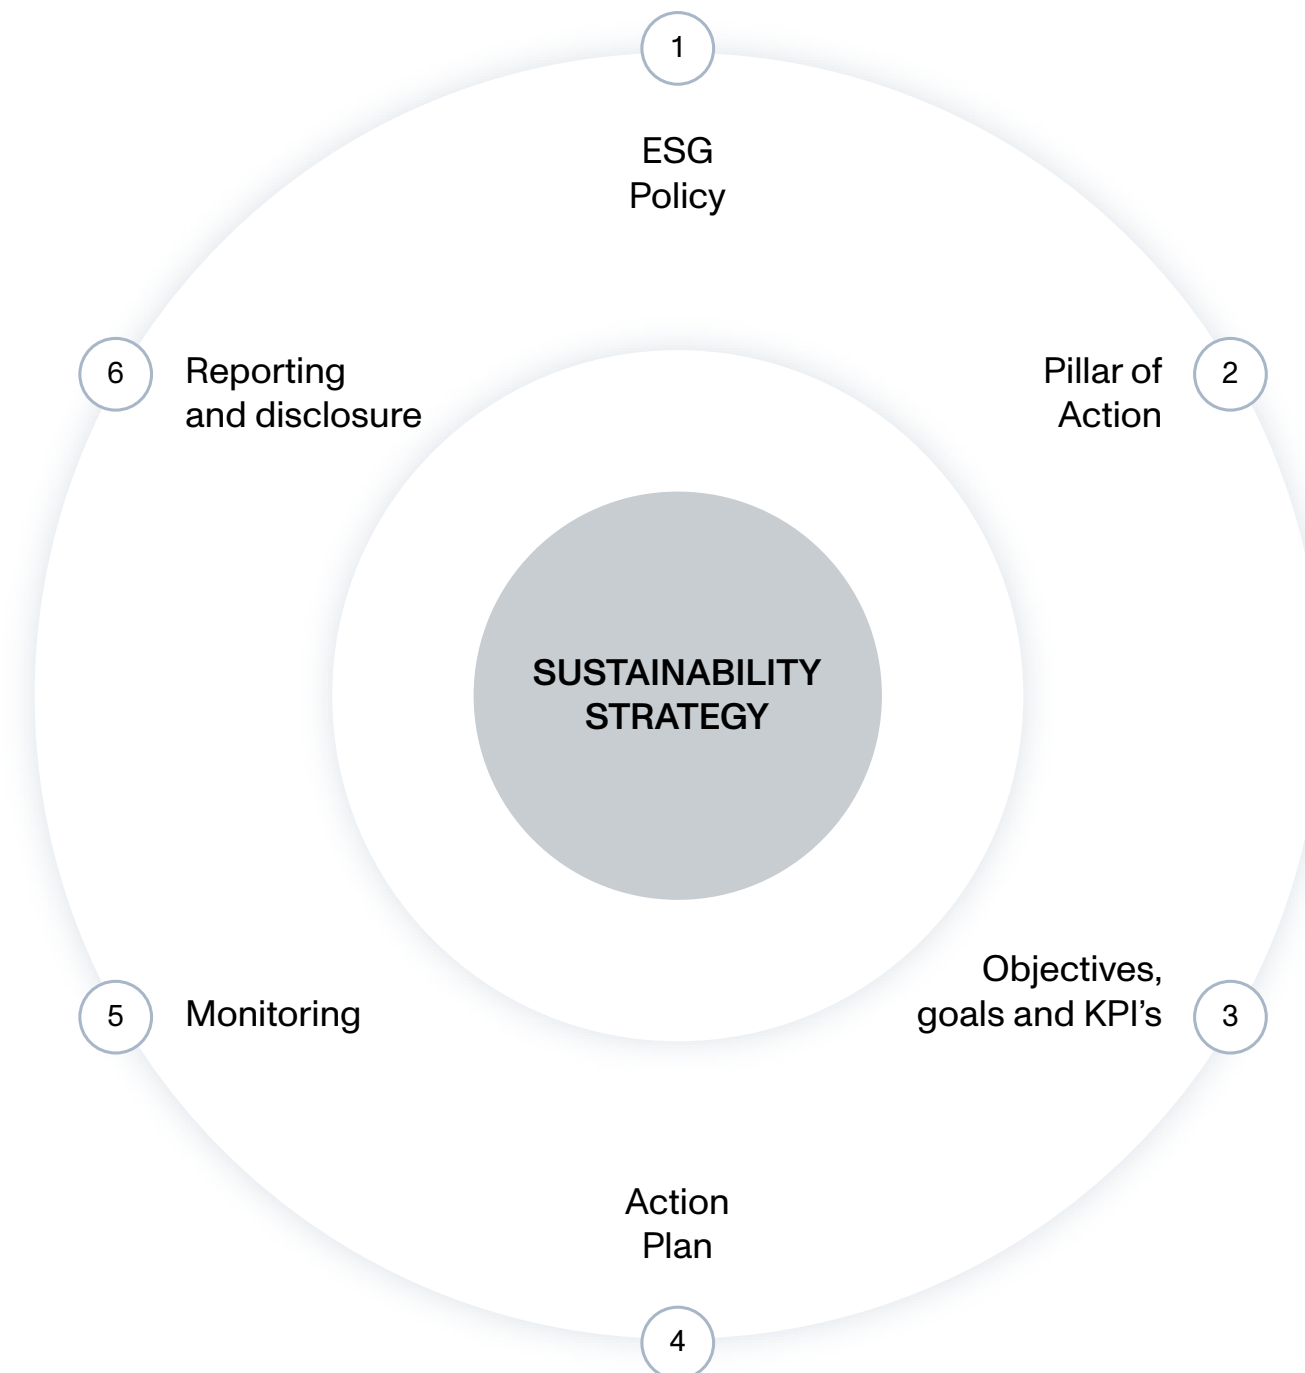 1
ESG
Policy
2
Pillar of
Action
3
Objectives,
goals and KPI’s
4
Action
Plan
5
Monitoring
6
Reporting
and disclosure
SUSTAINABILITY
STRATEGY